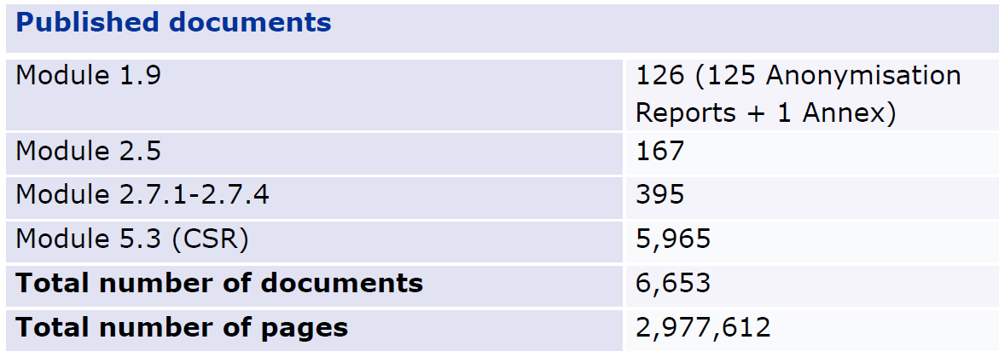 Published documents
Module 1.9
126 (125 Anonymisation
Reports + 1 Annex)
Module 2.5
167
Module 2.7.1-2.7.4
395
Module 5.3 (CSR)
5,965
Total number of documents
6,653
Total number of pages
2,977,612